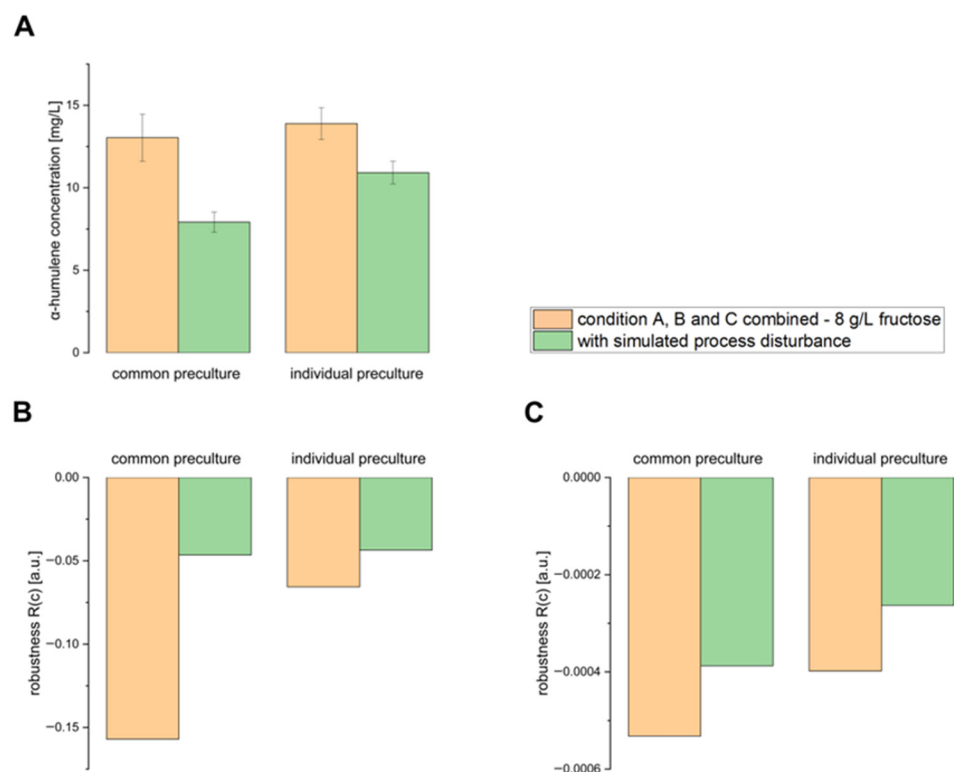 A
α-humulene concentration [mg/L]
15
10
5
0
common preculture
individual preculture
condition A, B and C combined - 8 g/L fructose
with simulated process disturbance
B
common preculture
individual preculture
robustness R(c) [a.u.]
0.00
−0.05
−0.10
−0.15
C
common preculture
individual preculture
robustness R(c) [a.u.]
0.0000
−0.0002
−0.0004
−0.0006